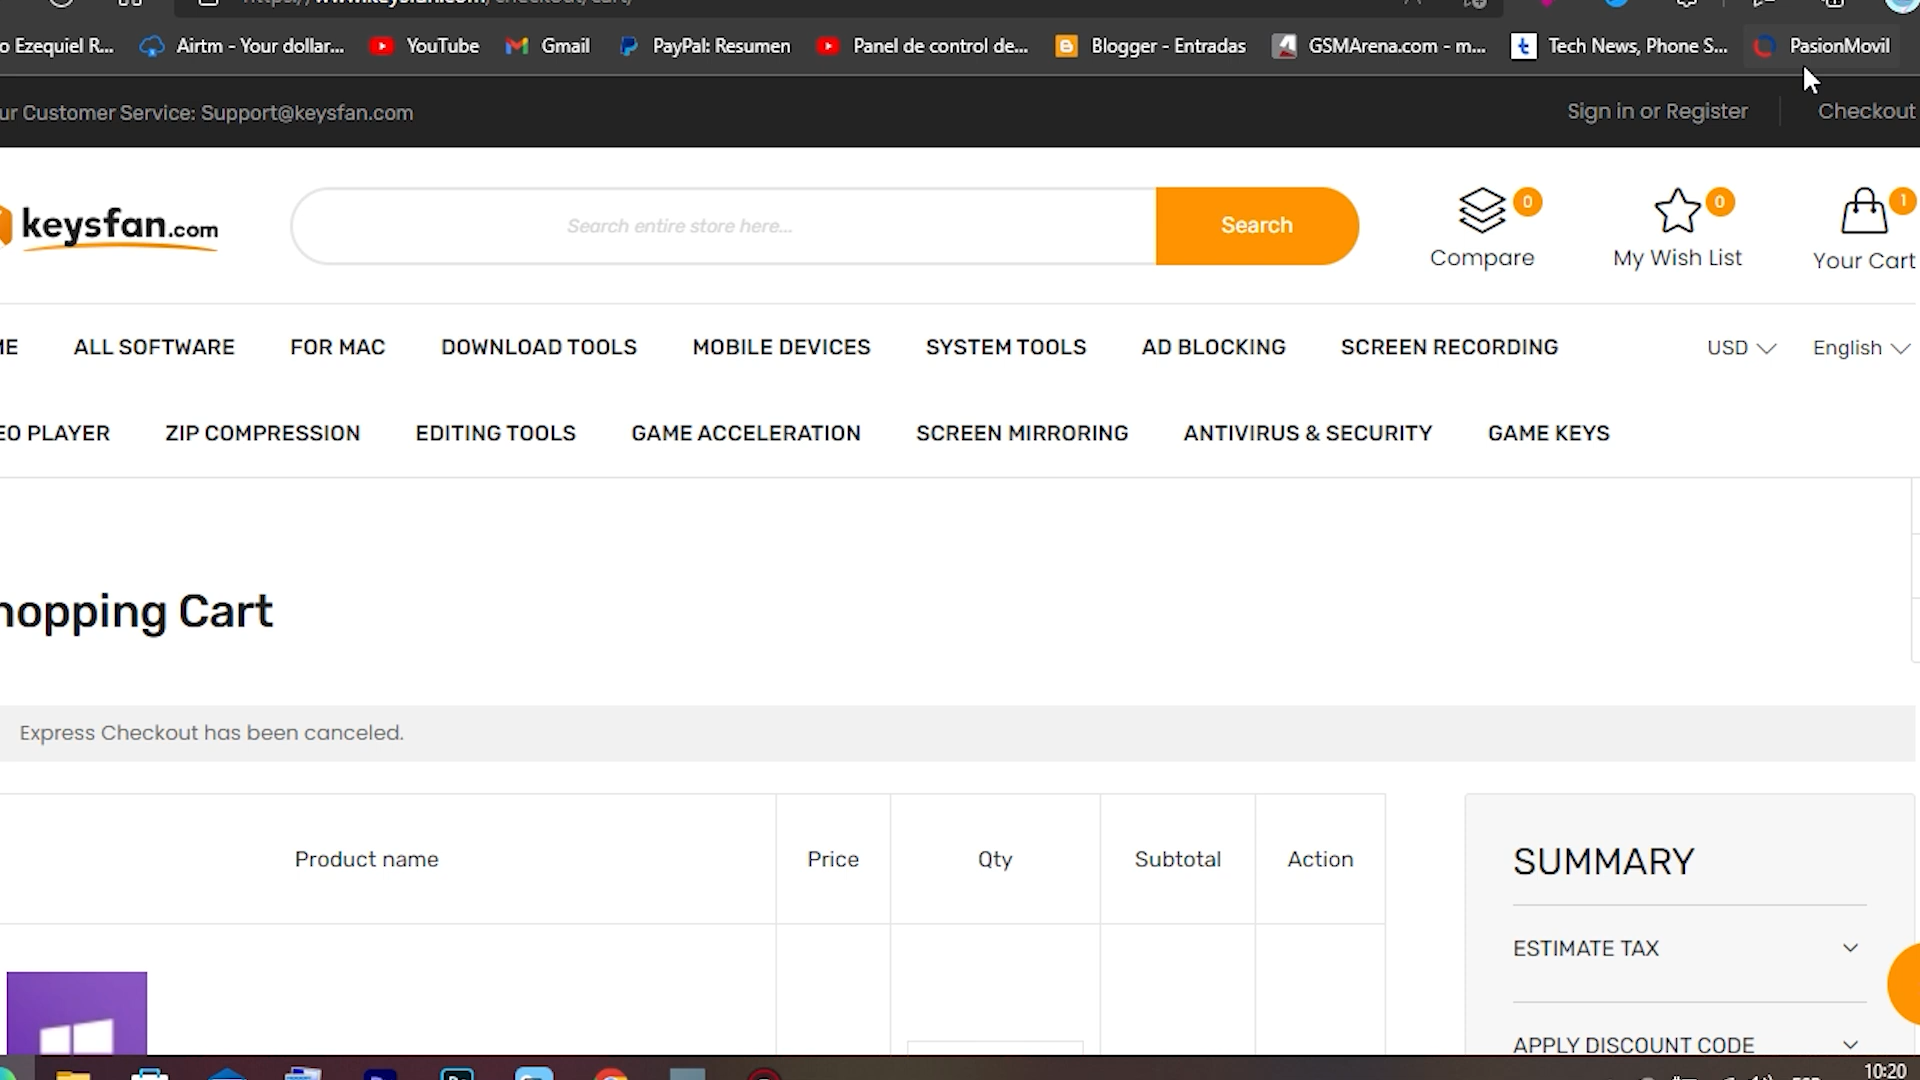 o Ezequiel R... Airtm - Your dollar... YouTube Gmail PayPal: Resumen Panel de control de... Blogger - Entradas GSMArena.com - m... Tech News, Phone S... PasionMovil
ur Customer Service: Support@keysfan.com Sign in or Register Checkout
keysfan.com Search entire store here... Search Compare 0 My Wish List 0 Your Cart 1
ME ALL SOFTWARE FOR MAC DOWNLOAD TOOLS MOBILE DEVICES SYSTEM TOOLS AD BLOCKING SCREEN RECORDING USD English
EO PLAYER ZIP COMPRESSION EDITING TOOLS GAME ACCELERATION SCREEN MIRRORING ANTIVIRUS & SECURITY GAME KEYS
hopping Cart
Express Checkout has been canceled.
Product name Price Qty Subtotal Action
SUMMARY
ESTIMATE TAX
APPLY DISCOUNT CODE
10:20